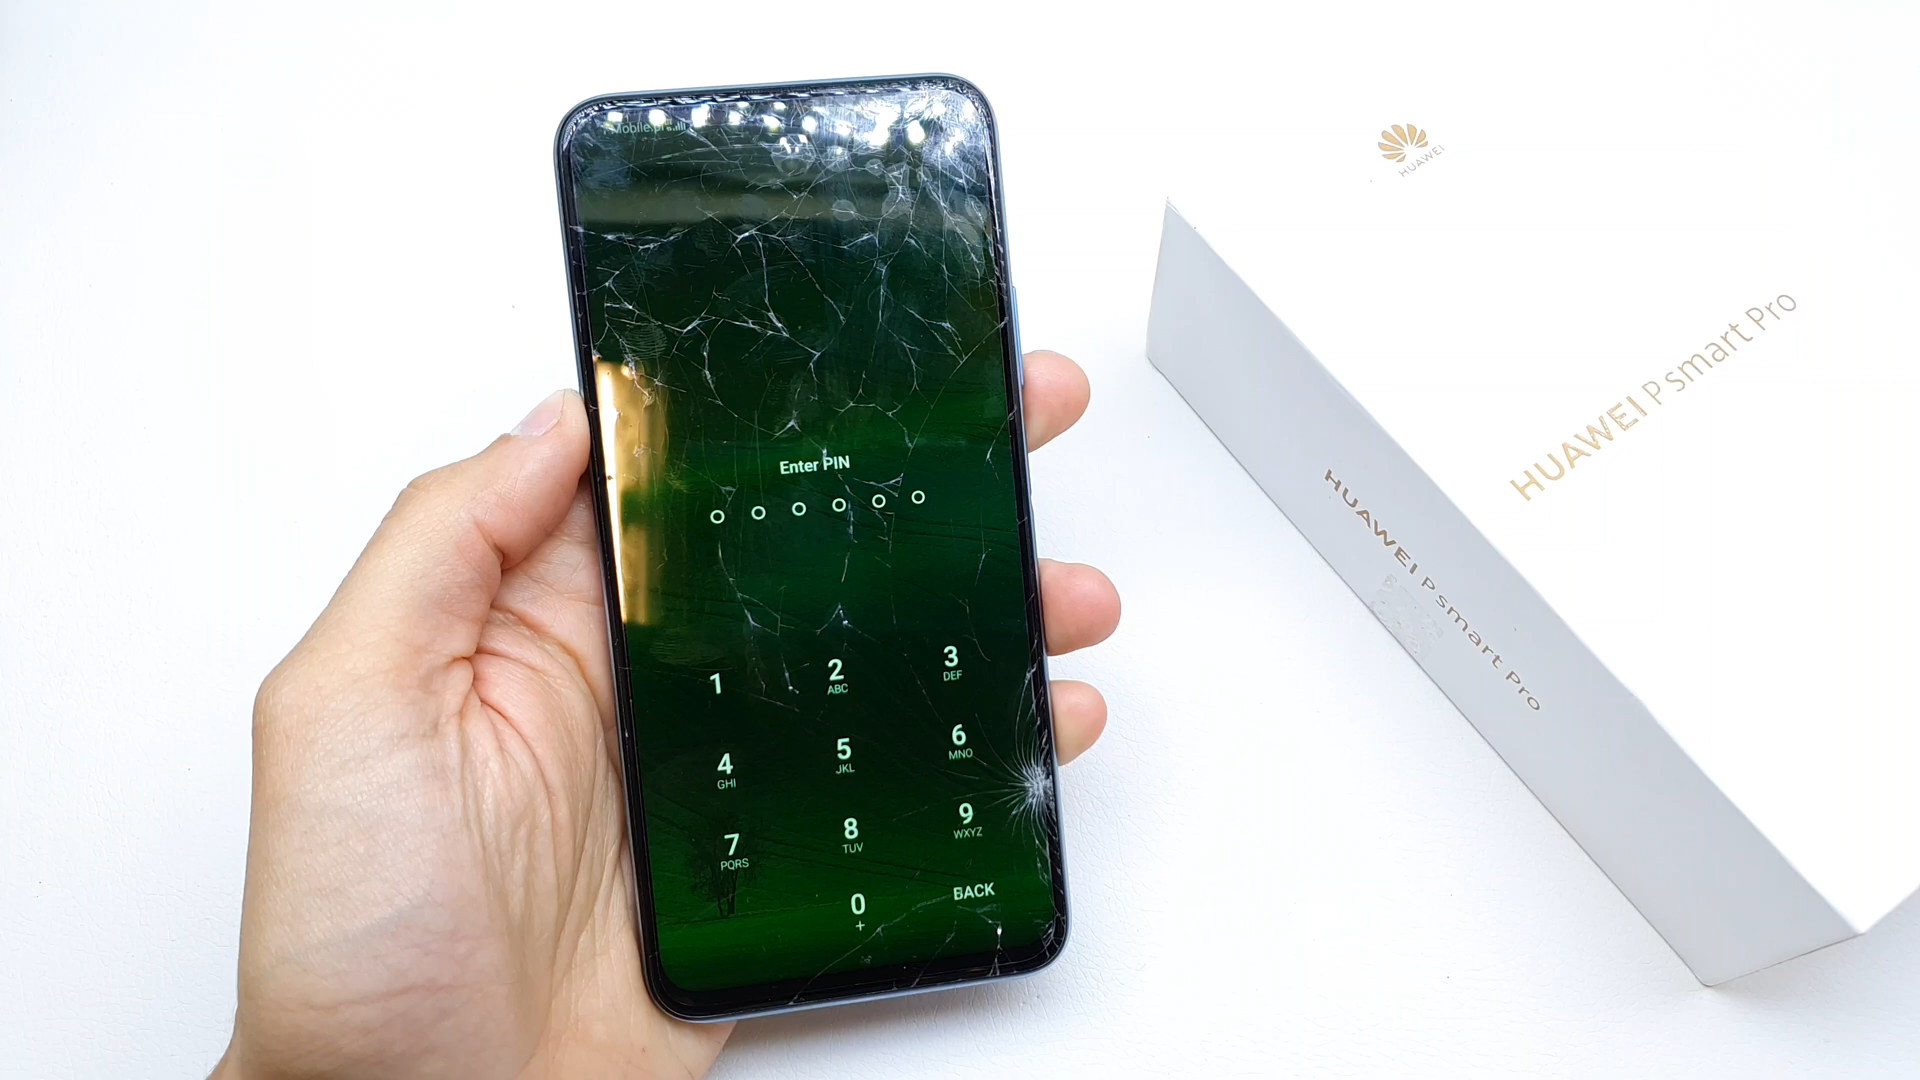 Enter PIN
1
2
ABC
3
DEF
4
GHI
5
JKL
6
MNO
7
PQRS
8
TUV
9
WXYZ
0
+
BACK
HUAWEI
HUAWEI P smart Pro
HUAWEI P smart Pro